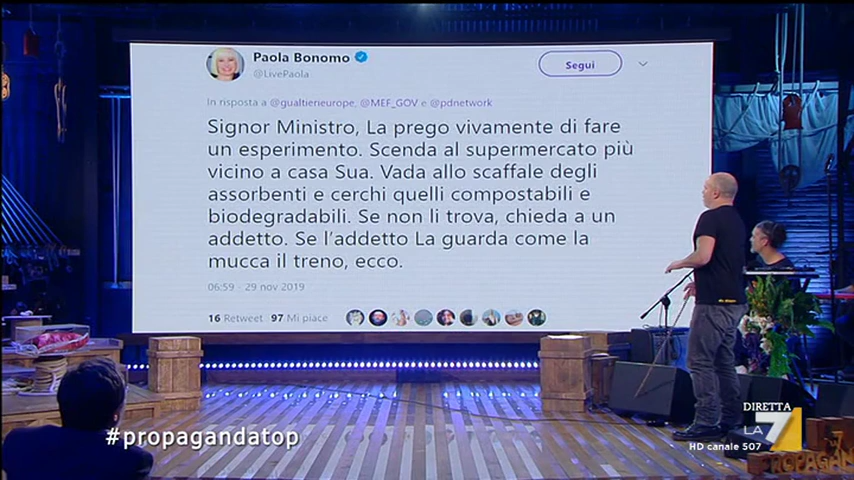 Paola Bonomo
@LivePaola
Segui
In risposta a @gualtierieurope, @MEF_GOV e @pdnetwork
Signor Ministro, La prego vivamente di fare
un esperimento. Scenda al supermercato più
vicino a casa Sua. Vada allo scaffale degli
assorbenti e cerchi quelli compostabili e
biodegradabili. Se non li trova, chieda a un
addetto. Se l'addetto La guarda come la
mucca il treno, ecco.
06:59 - 29 nov 2019
16 Retweet 97 Mi piace
#propagandatop
DIRETTA
LA 7
HD canale 507